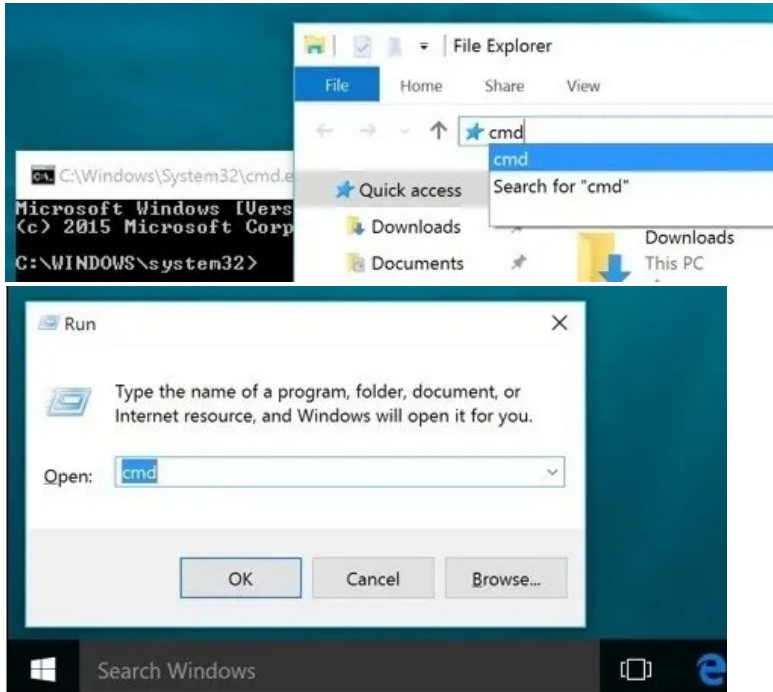 File Explorer
File Home Share View
cmd
cmd
Search for "cmd"
C:\Windows\System32\cmd.e
Microsoft Windows [Vers
(c) 2015 Microsoft Corp
C:\WINDOWS\system32>
Quick access
Downloads
Documents
Downloads
This PC
Run
Type the name of a program, folder, document, or
Internet resource, and Windows will open it for you.
Open: cmd
OK Cancel Browse...
Search Windows